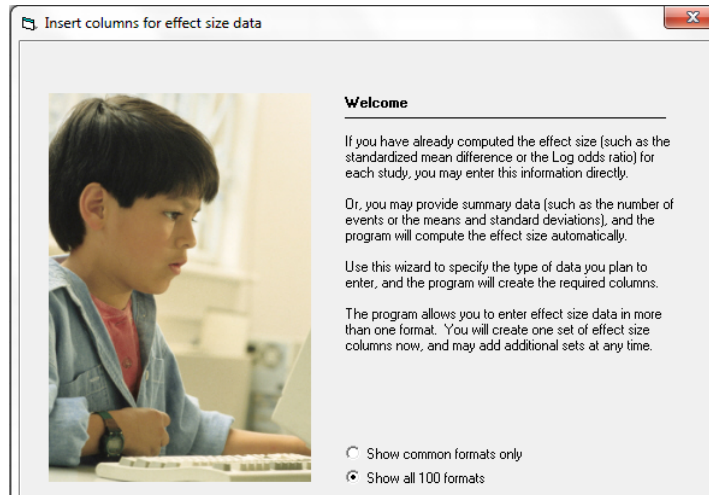 Insert columns for effect size data
Welcome
If you have already computed the effect size (such as the
standardized mean difference or the Log odds ratio) for
each study, you may enter this information directly.
Or, you may provide summary data (such as the number of
events or the means and standard deviations), and the
program will compute the effect size automatically.
Use this wizard to specify the type of data you plan to
enter, and the program will create the required columns.
The program allows you to enter effect size data in more
than one format. You will create one set of effect size
columns now, and may add additional sets at any time.
Show common formats only
Show all 100 formats